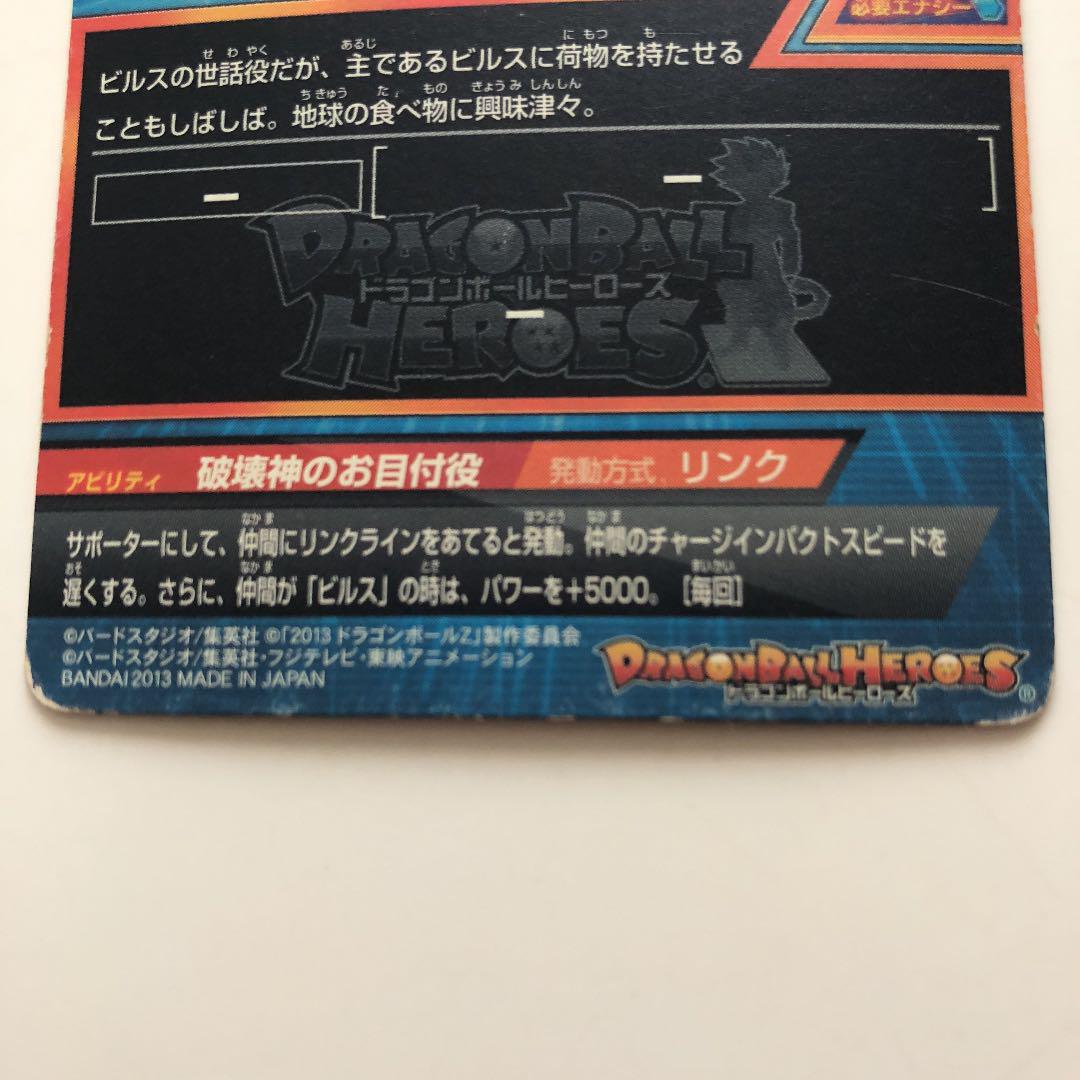 必要エナジー
ビルスの世話役だが、主であるビルスに荷物を持たせる
こともしばしば。地球の食べ物に興味津々。
DRAGONBALL
ドラゴンボールヒーローズ
HEROES
アビリティ 破壊神のお目付役 発動方式 リンク
サポーターにして、仲間にリンクラインをあてると発動。仲間のチャージインパクトスピードを
遅くする。さらに、仲間が「ビルス」の時は、パワーを+5000。[毎回]
©バードスタジオ/集英社 ©「2013 ドラゴンボールZ」製作委員会
©バードスタジオ/集英社・フジテレビ・東映アニメーション
BANDAI 2013 MADE IN JAPAN
DRAGONBALL HEROES
ドラゴンボールヒーローズ